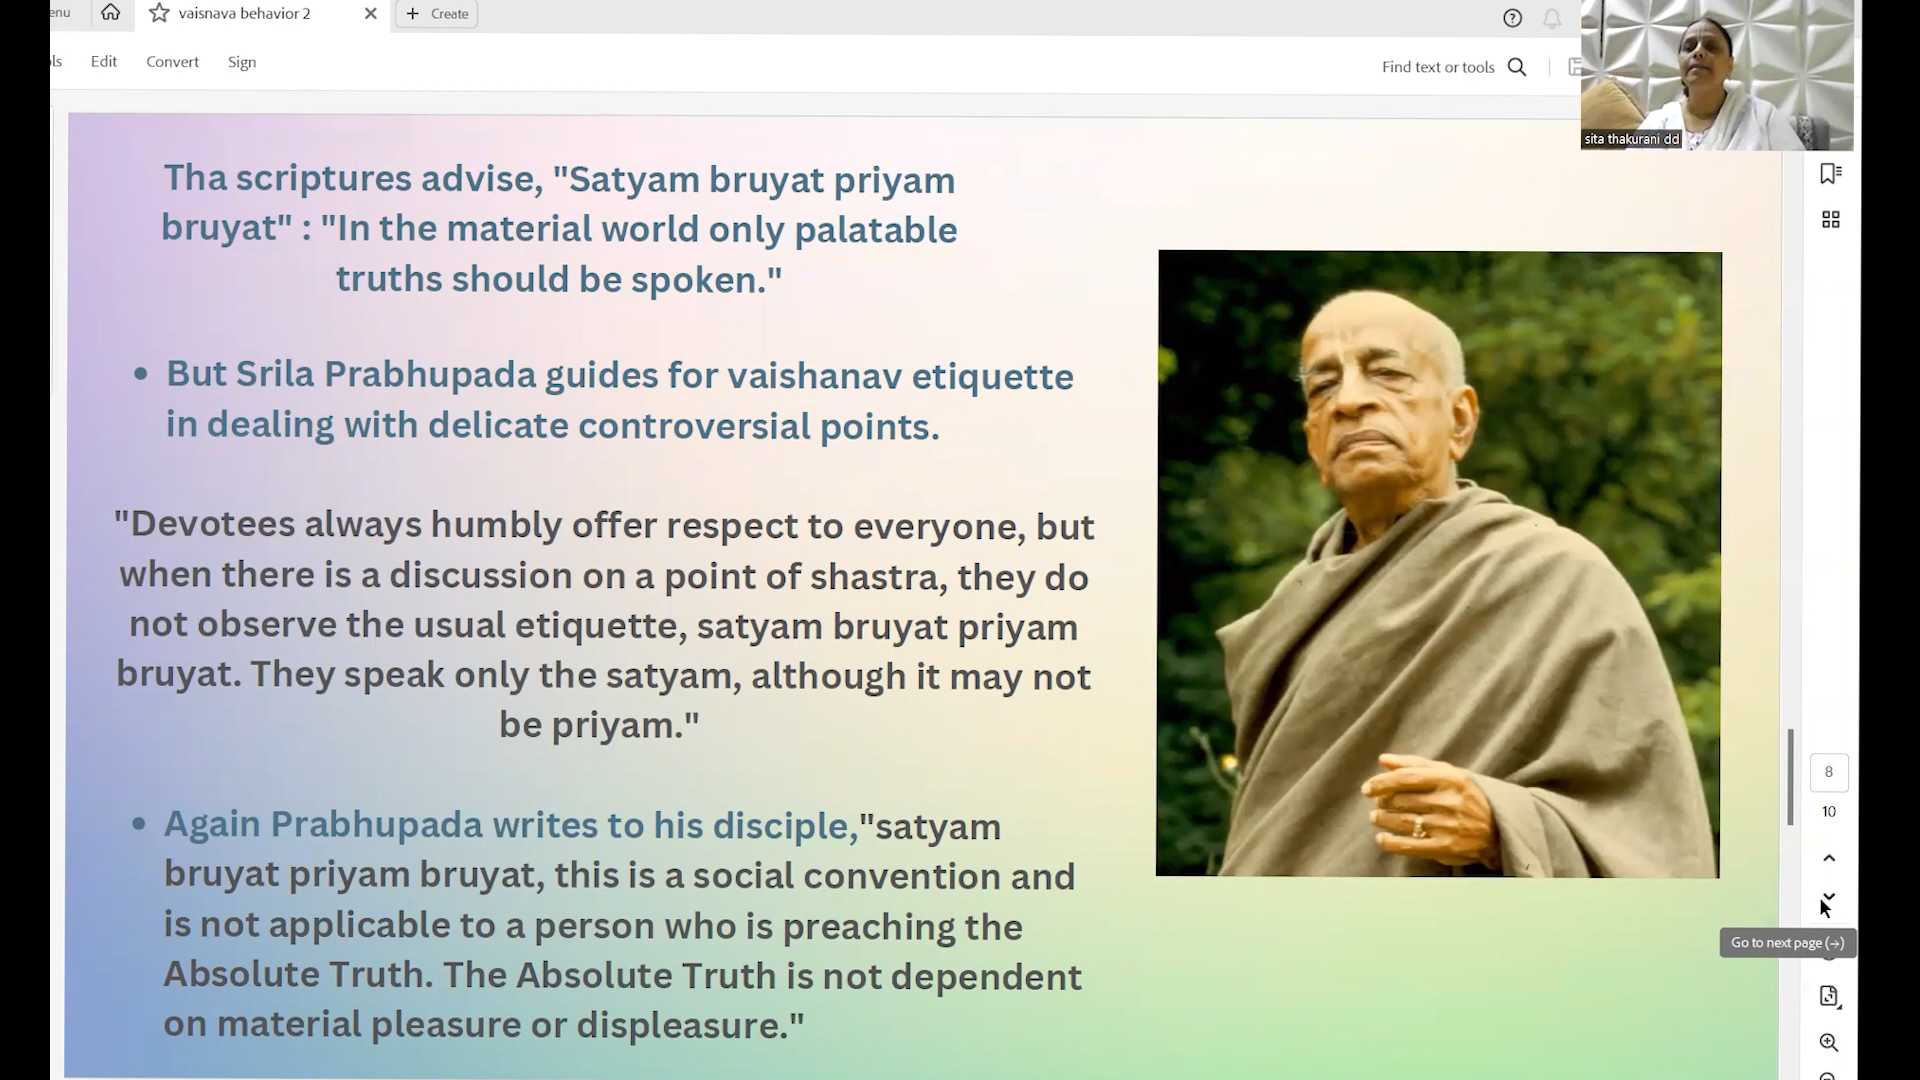 enu
vaisnava behavior 2
Create
ls
Edit
Convert
Sign
Find text or tools
sita thakurani dd
Tha scriptures advise, "Satyam bruyat priyam
bruyat" : "In the material world only palatable
truths should be spoken."
• But Srila Prabhupada guides for vaishanav etiquette
in dealing with delicate controversial points.
"Devotees always humbly offer respect to everyone, but
when there is a discussion on a point of shastra, they do
not observe the usual etiquette, satyam bruyat priyam
bruyat. They speak only the satyam, although it may not
be priyam."
• Again Prabhupada writes to his disciple,"satyam
bruyat priyam bruyat, this is a social convention and
is not applicable to a person who is preaching the
Absolute Truth. The Absolute Truth is not dependent
on material pleasure or displeasure."
8
10
Go to next page (→)